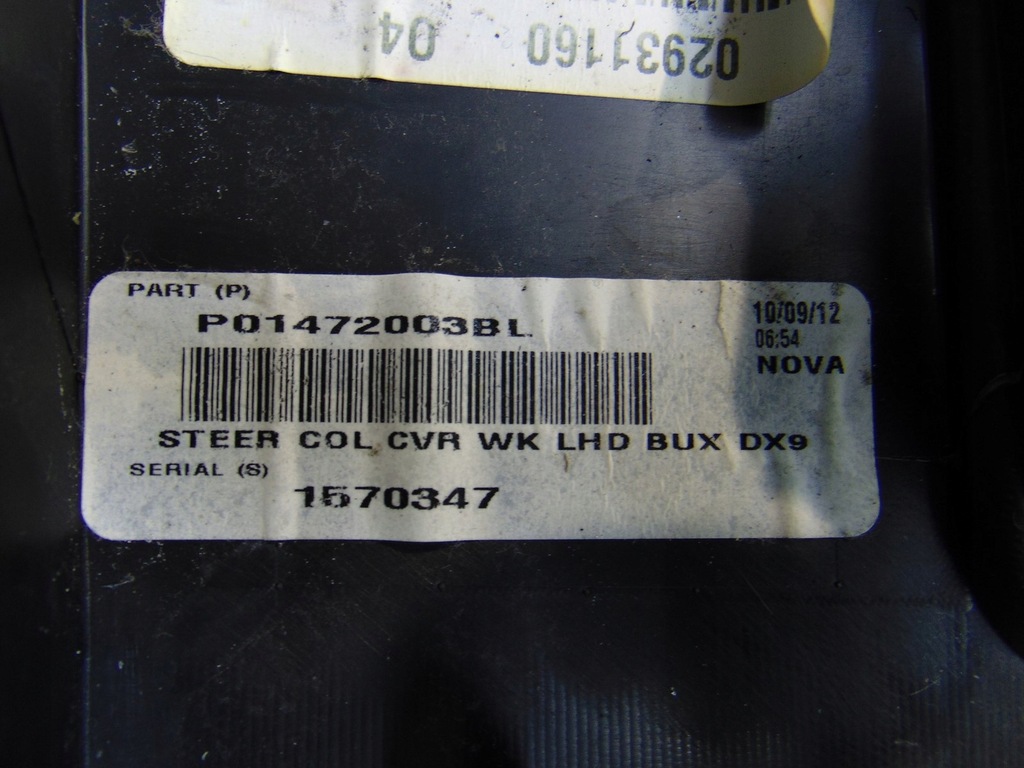 02931160 04
PART (P)
P01472003BL
10/09/12
06:54
NOVA
STEER COL CVR WK LHD BUX DX9
SERIAL (S)
1570347